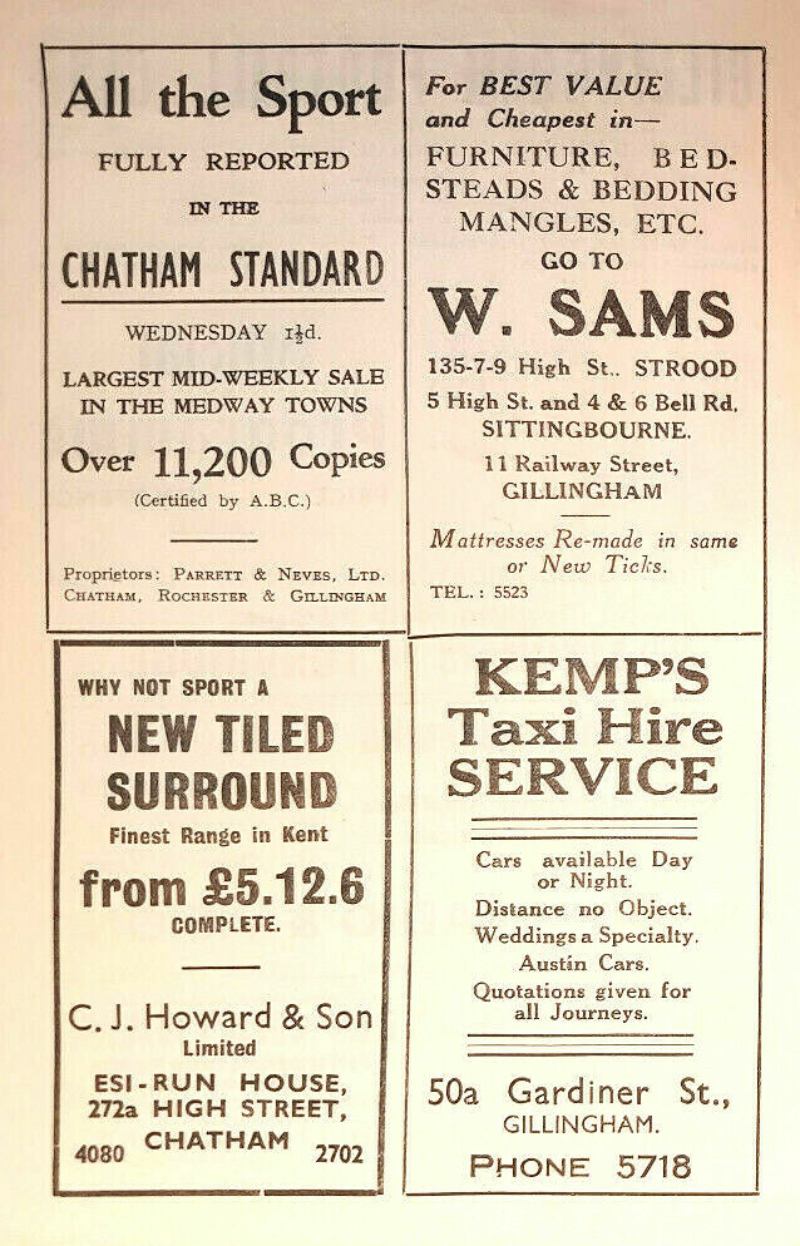 All the Sport
FULLY REPORTED
IN THE
CHATHAM STANDARD
WEDNESDAY 1½d.
LARGEST MID-WEEKLY SALE
IN THE MEDWAY TOWNS
Over 11,200 Copies
(Certified by A.B.C.)
Proprietors: PARRETT & NEVES, LTD.
CHATHAM, ROCHESTER & GILLINGHAM
For BEST VALUE
and Cheapest in—
FURNITURE, BED-
STEADS & BEDDING
MANGLES, ETC.
GO TO
W. SAMS
135-7-9 High St.. STROOD
5 High St. and 4 & 6 Bell Rd.
SITTINGBOURNE.
11 Railway Street,
GILLINGHAM
Mattresses Re-made in same
or New Ticks.
TEL. : 5523
WHY NOT SPORT A
NEW TILED
SURROUND
Finest Range in Kent
from £5.12.6
COMPLETE.
C. J. Howard & Son
Limited
ESI-RUN HOUSE,
272a HIGH STREET,
CHATHAM
4080 2702
KEMP'S
Taxi Hire
SERVICE
Cars available Day
or Night.
Distance no Object.
Weddings a Specialty.
Austin Cars.
Quotations given for
all Journeys.
50a Gardiner St.,
GILLINGHAM.
PHONE 5718